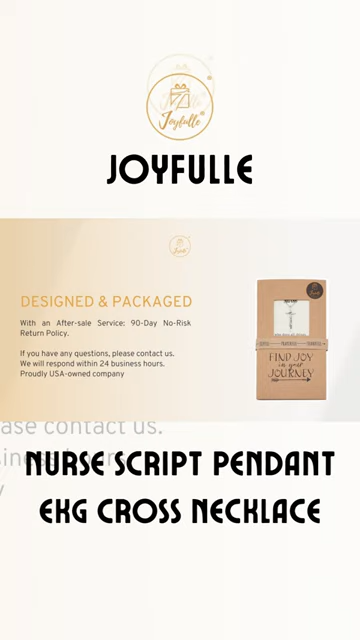 Joyfulle
JOYFULLE
DESIGNED & PACKAGED
With an After-sale Service: 90-Day No-Risk
Return Policy.
If you have any questions, please contact us.
We will respond within 24 business hours.
Proudly USA-owned company
FIND JOY
in your
JOURNEY
ase contact us.
NURSE SCRIPT PENDANT
EKG CROSS NECKLACE